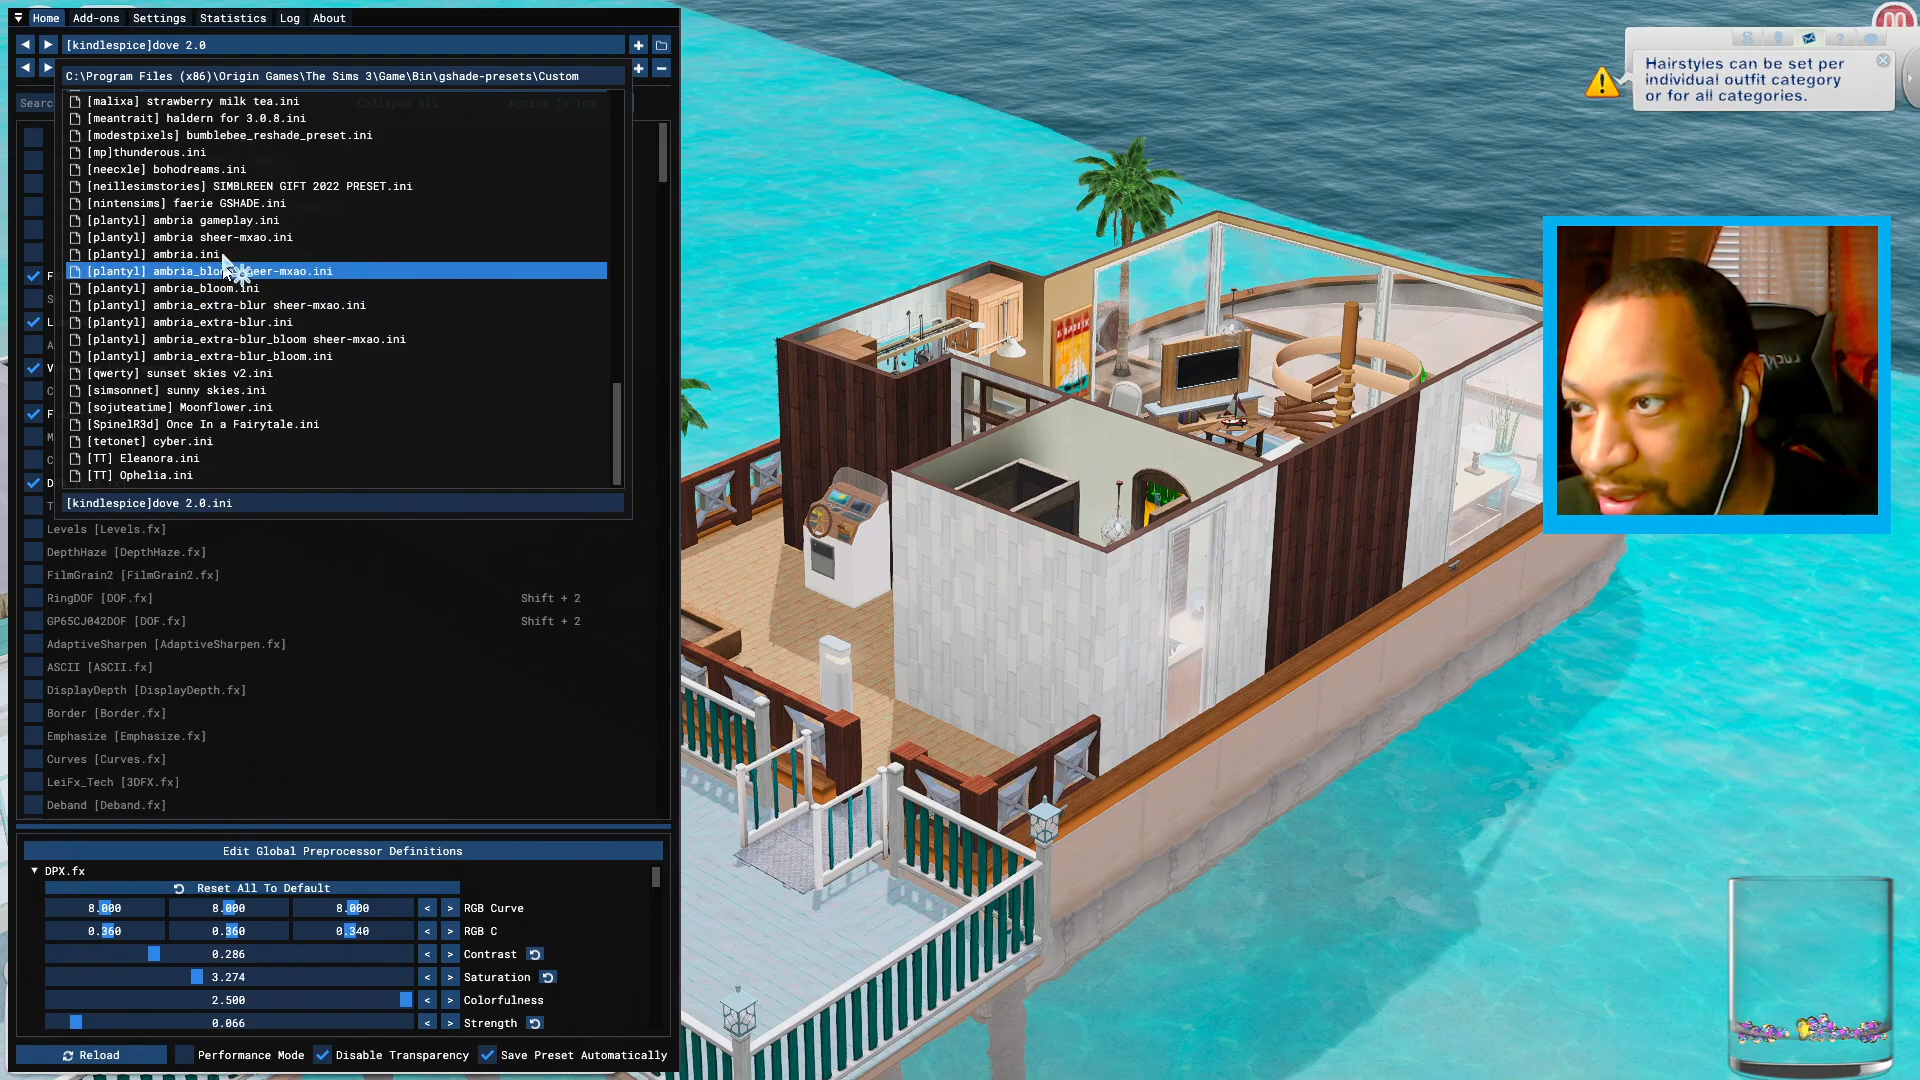 Home Add-ons Settings Statistics Log About
[kindlespice]dove 2.0
C:\Program Files (x86)\Origin Games\The Sims 3\Game\Bin\gshade-presets\Custom
Collapse All Active To Top
[malixa] strawberry milk tea.ini
[meantrait] haldern for 3.0.8.ini
[modestpixels] bumblebee_reshade_preset.ini
[mp]thunderous.ini
[neecxle] bohodreams.ini
[neillesimstories] SIMBLREEN GIFT 2022 PRESET.ini
[nintensims] faerie GSHADE.ini
[plantyl] ambria gameplay.ini
[plantyl] ambria sheer-mxao.ini
[plantyl] ambria.ini
[plantyl] ambria_bloom sheer-mxao.ini
[plantyl] ambria_bloom.ini
[plantyl] ambria_extra-blur sheer-mxao.ini
[plantyl] ambria_extra-blur.ini
[plantyl] ambria_extra-blur_bloom sheer-mxao.ini
[plantyl] ambria_extra-blur_bloom.ini
[qwerty] sunset skies v2.ini
[simsonnet] sunny skies.ini
[sojuteatime] Moonflower.ini
[SpinelR3d] Once In a Fairytale.ini
[tetonet] cyber.ini
[TT] Eleanora.ini
[TT] Ophelia.ini
[kindlespice]dove 2.0.ini
Levels [Levels.fx]
DepthHaze [DepthHaze.fx]
FilmGrain2 [FilmGrain2.fx]
RingDOF [DOF.fx] Shift + 2
GP65CJ042DOF [DOF.fx] Shift + 2
AdaptiveSharpen [AdaptiveSharpen.fx]
ASCII [ASCII.fx]
DisplayDepth [DisplayDepth.fx]
Border [Border.fx]
Emphasize [Emphasize.fx]
Curves [Curves.fx]
LeiFx_Tech [3DFX.fx]
Deband [Deband.fx]
Edit Global Preprocessor Definitions
DPX.fx
Reset All To Default
8.000 8.000 8.000 < > RGB Curve
0.360 0.360 0.340 < > RGB C
0.286 < > Contrast
3.274 < > Saturation
2.500 < > Colorfulness
0.066 < > Strength
Reload Performance Mode Disable Transparency Save Preset Automatically
Hairstyles can be set per
individual outfit category
or for all categories.